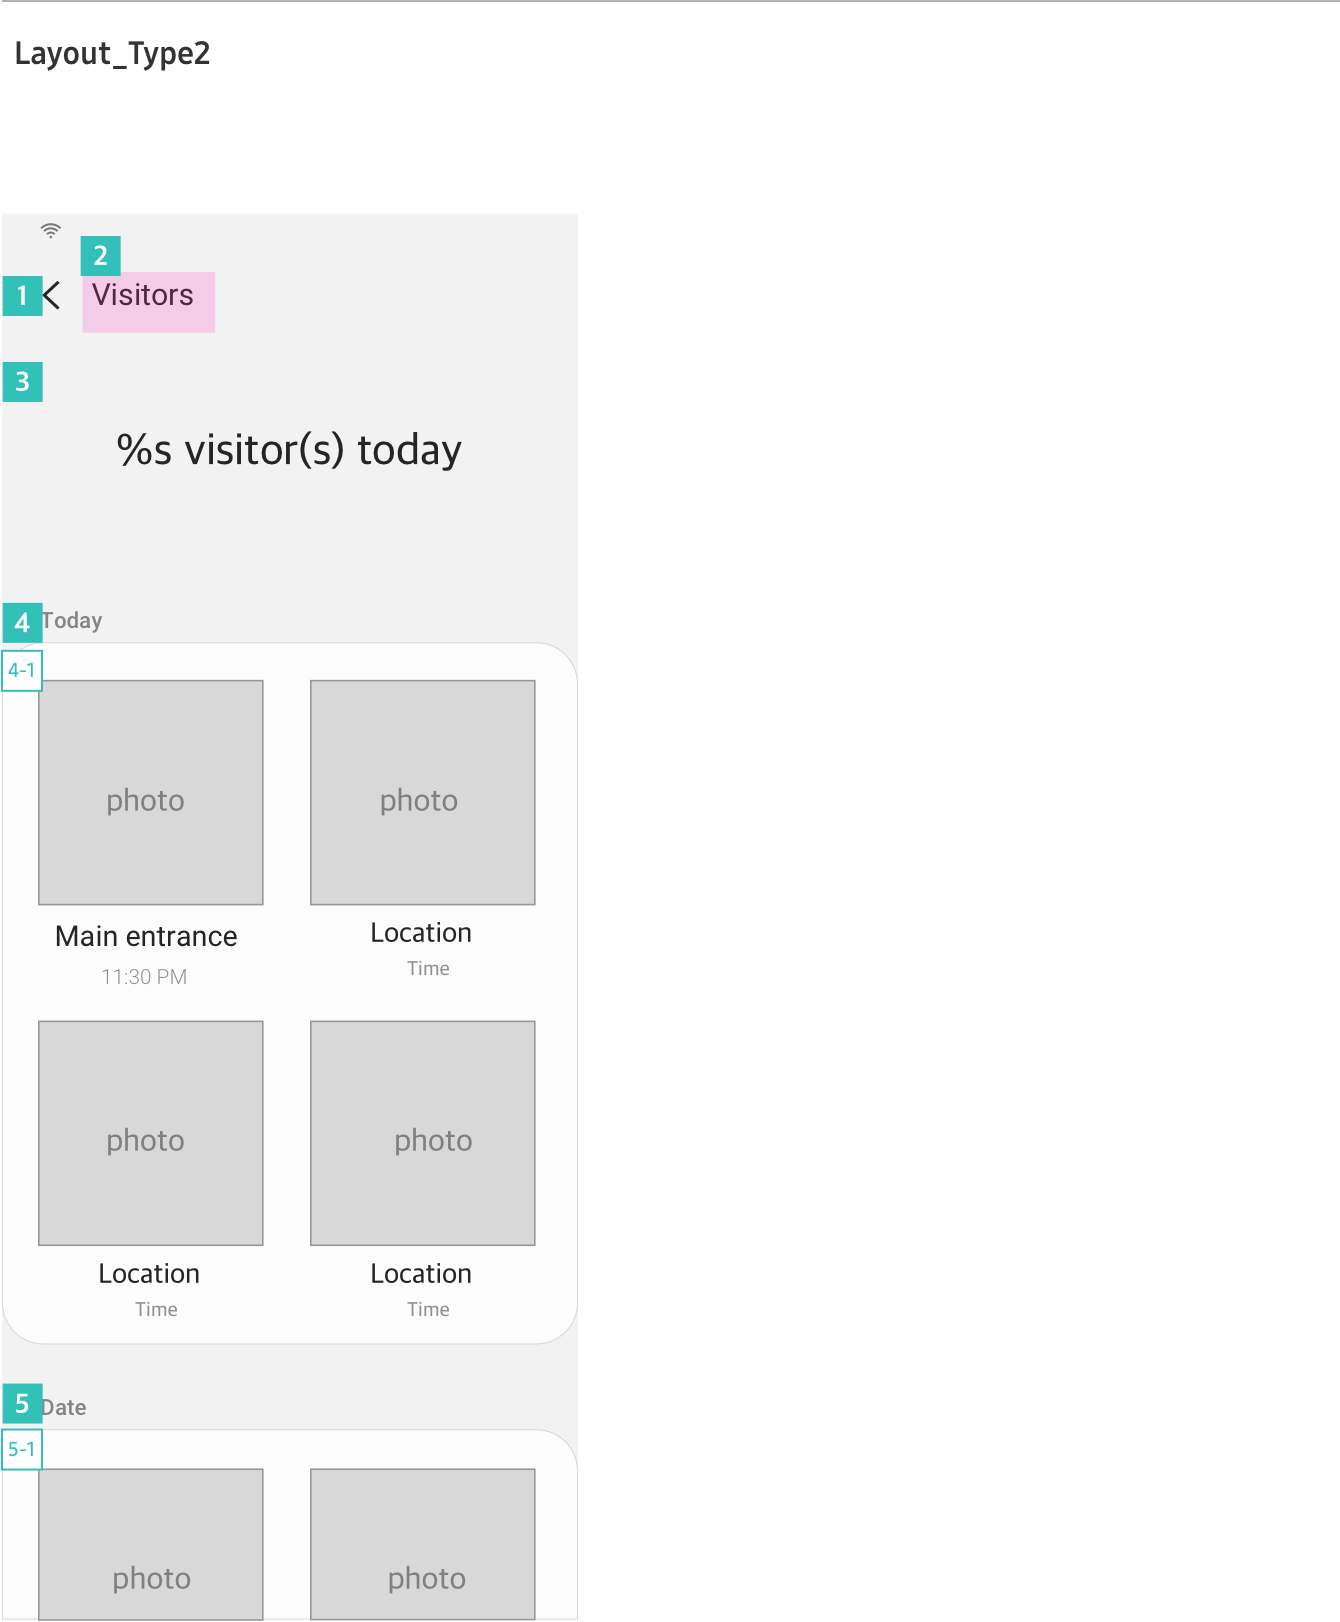 Layout_Type2
2
1
Visitors
3
%s visitor(s) today
4
Today
4-1
photo
photo
Main entrance
Location
11:30 PM
Time
photo
photo
Location
Location
Time
Time
5
Date
5-1
photo
photo